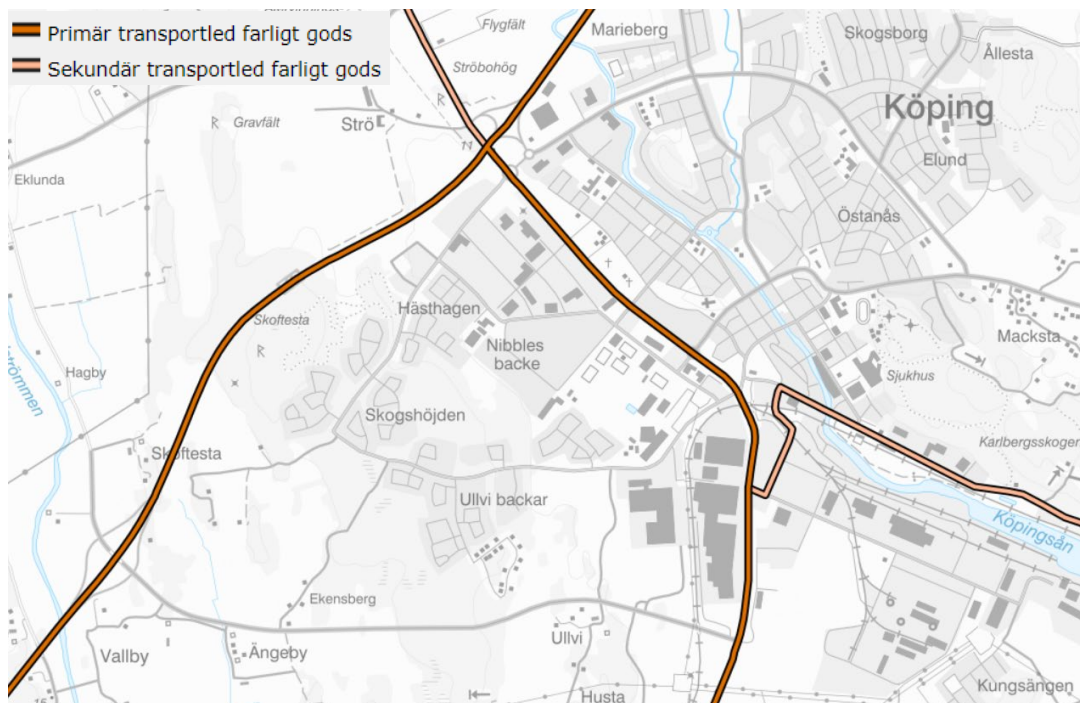 Primär transportled farligt gods
Sekundär transportled farligt gods
Flygfält
Marieberg
Skogsborg
Ållesta
Ströbohög
Köping
R
Gravfält
Strö
11
R
Elund
Eklunda
Östanås
Hästhagen
Skoftesta
Macksta
Nibbles
backe
R
Hagby
Sjukhus
Skogshöjden
Karlbergsskogen
Skoftesta
Ullvi backar
Köpingsån
Ekensberg
Ullvi
Vallby
Ängeby
Kungsängen
Husta